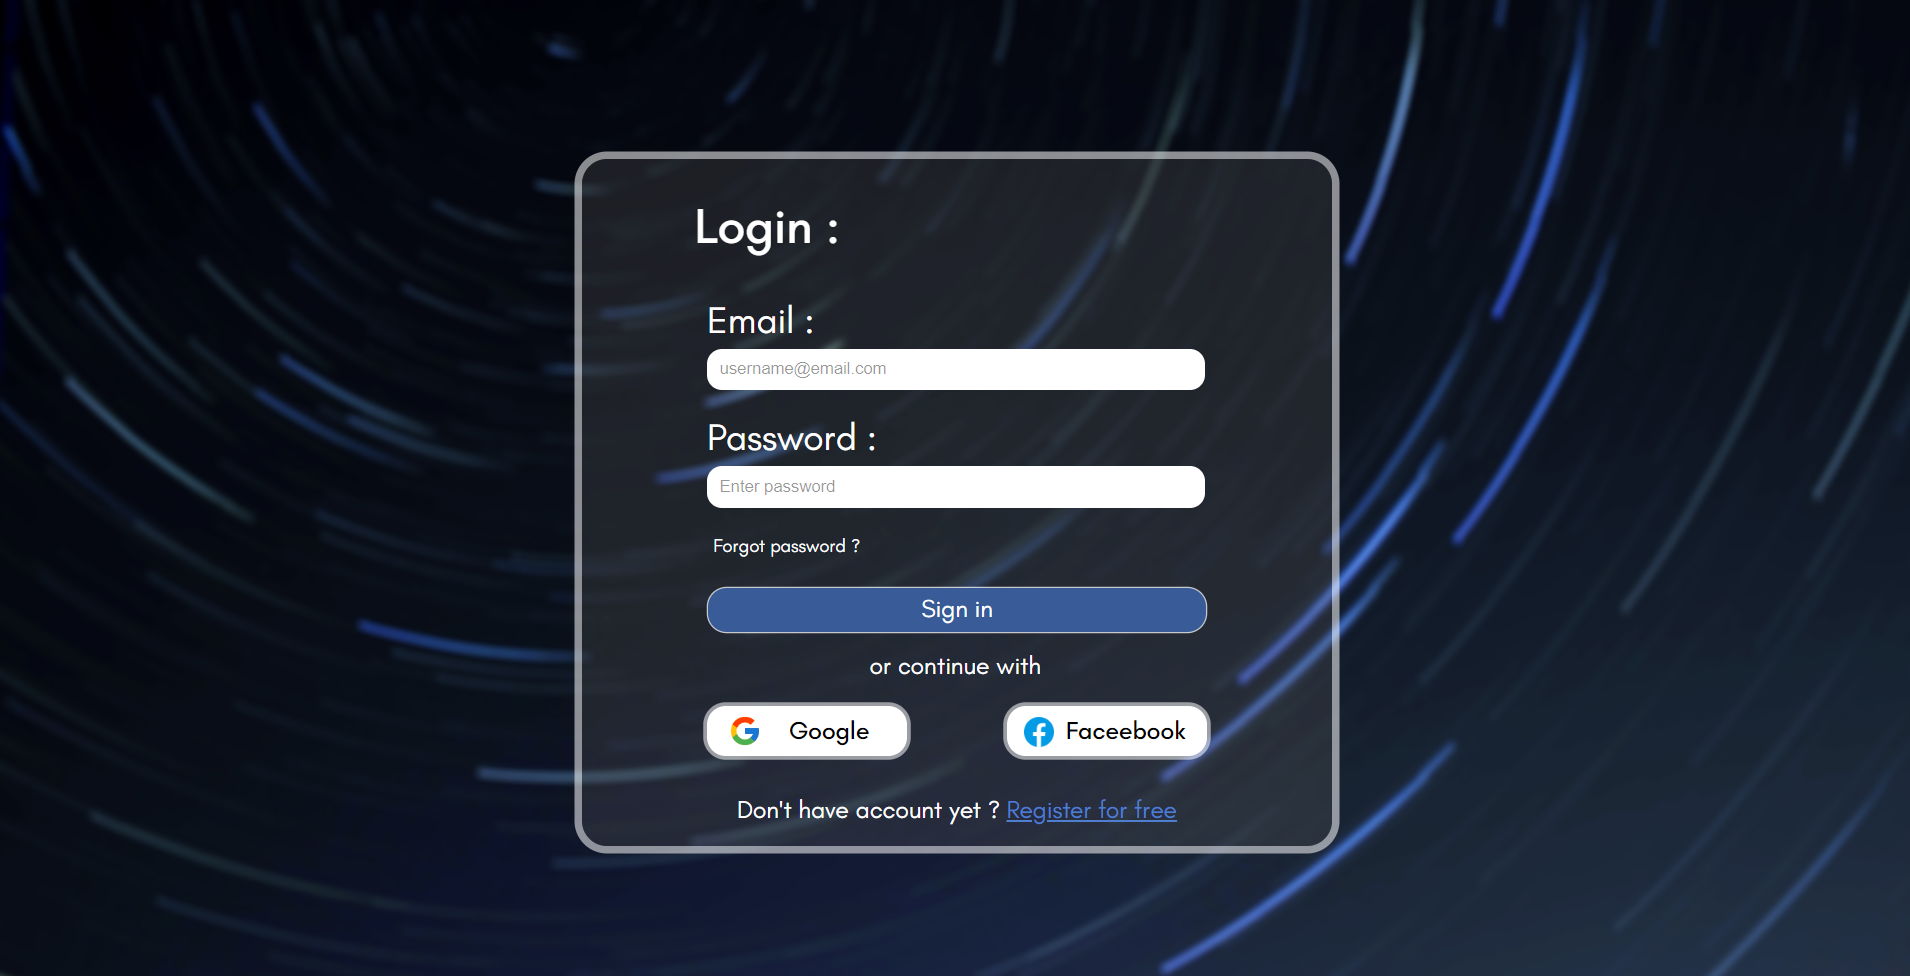 Login :
Email :
username@email.com
Password :
Enter password
Forgot password ?
Sign in
or continue with
Google
Faceebook
Don't have account yet ? Register for free